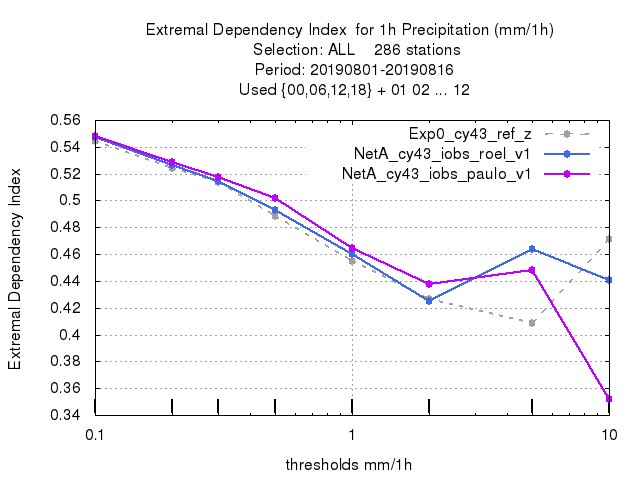 Extremal Dependency Index  for 1h Precipitation (mm/1h)
Selection: ALL    286 stations
Period: 20190801-20190816
Used {00,06,12,18} + 01 02 ... 12
Exp0_cy43_ref_z
NetA_cy43_iobs_roel_v1
NetA_cy43_iobs_paulo_v1
Extremal Dependency Index
0.56
0.54
0.52
0.5
0.48
0.46
0.44
0.42
0.4
0.38
0.36
0.34
0.1
1
10
thresholds mm/1h